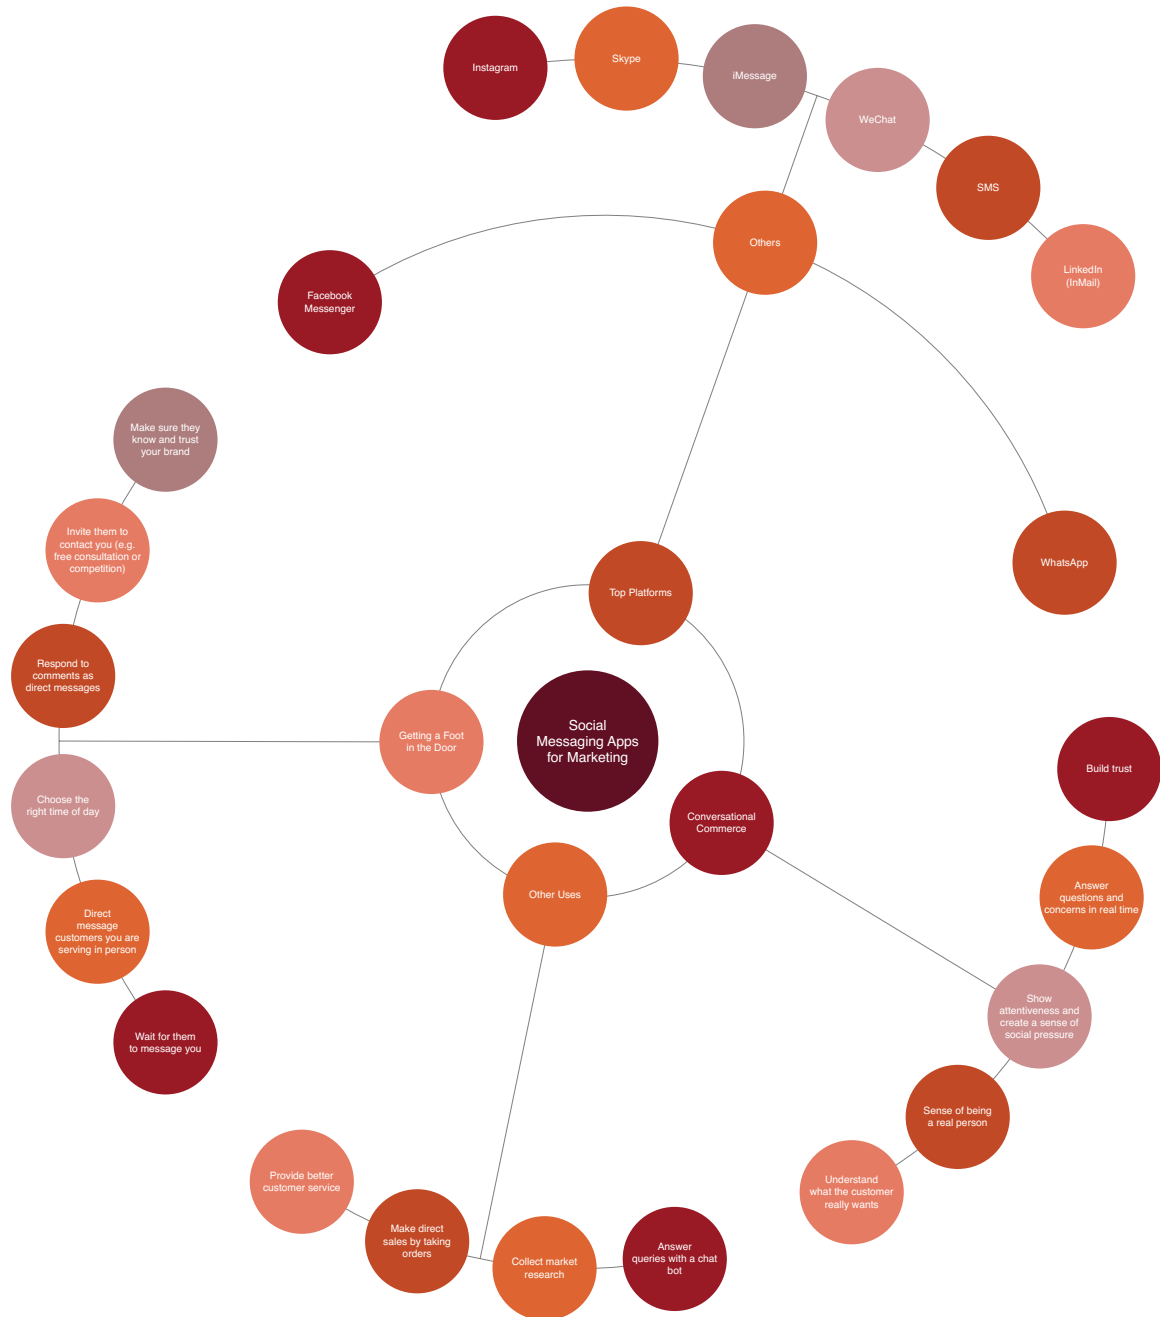 Instagram
Skype
iMessage
WeChat
SMS
LinkedIn
(InMail)
Others
Facebook
Messenger
WhatsApp
Top Platforms
Social
Messaging Apps
for Marketing
Getting a Foot
in the Door
Conversational
Commerce
Other Uses
Make sure they
know and trust
your brand
Invite them to
contact you (e.g.
free consultation or
competition)
Respond to
comments as
direct messages
Choose the
right time of day
Direct
message
customers you are
serving in person
Wait for them
to message you
Build trust
Answer
questions and
concerns in real time
Show
attentiveness and
create a sense of
social pressure
Sense of being
a real person
Understand
what the customer
really wants
Provide better
customer service
Make direct
sales by taking
orders
Collect market
research
Answer
queries with a chat
bot